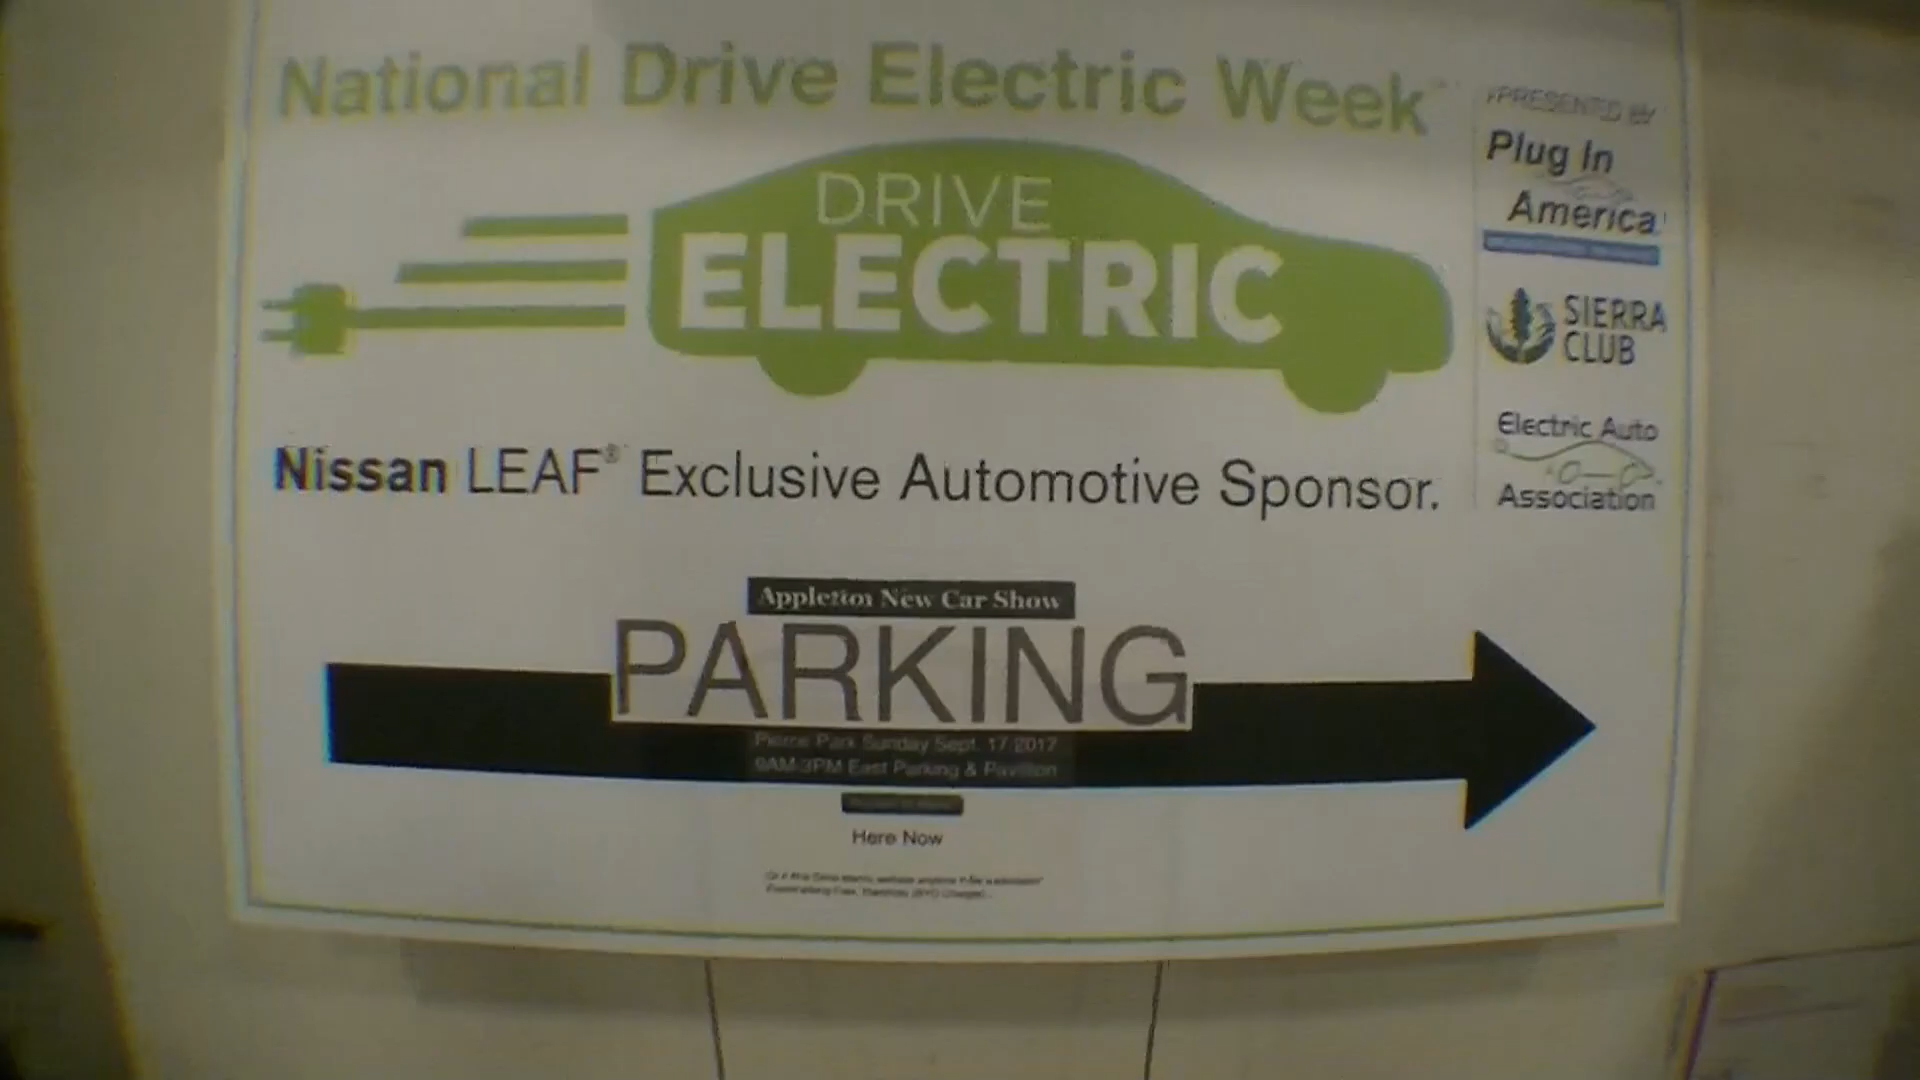 National Drive Electric Week
DRIVE
ELECTRIC
PRESENTED BY
Plug In
America
SIERRA
CLUB
Electric Auto
Association
Nissan LEAF® Exclusive Automotive Sponsor.
Appleton New Car Show
PARKING
Pierce Park Sunday Sept. 17 2017
9AM-3PM East Parking & Pavilion
Here Now